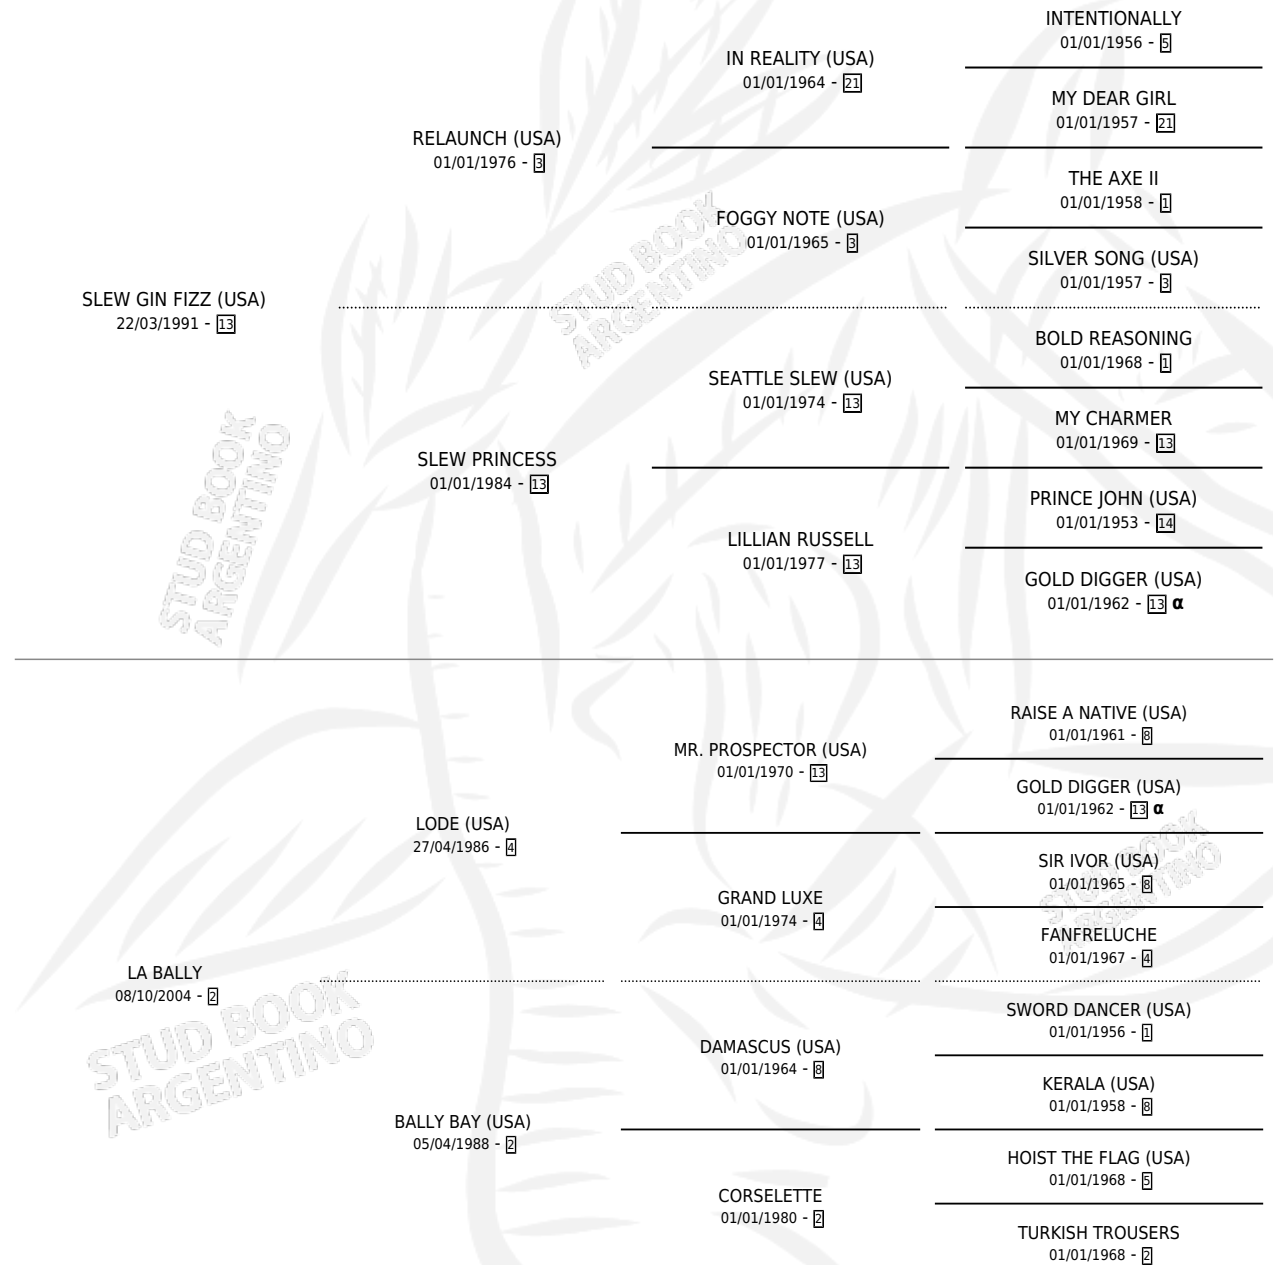 INTENTIONALLY
01/01/1956 - 5
IN REALITY (USA)
01/01/1964 - 21
MY DEAR GIRL
01/01/1957 - 21
RELAUNCH (USA)
01/01/1976 - 3
THE AXE II
01/01/1958 - 1
FOGGY NOTE (USA)
01/01/1965 - 3
SILVER SONG (USA)
01/01/1957 - 3
SLEW GIN FIZZ (USA)
22/03/1991 - 13
BOLD REASONING
01/01/1968 - 1
SEATTLE SLEW (USA)
01/01/1974 - 13
MY CHARMER
01/01/1969 - 13
SLEW PRINCESS
01/01/1984 - 13
PRINCE JOHN (USA)
01/01/1953 - 14
LILLIAN RUSSELL
01/01/1977 - 13
GOLD DIGGER (USA)
01/01/1962 - 13 α
RAISE A NATIVE (USA)
01/01/1961 - 8
MR. PROSPECTOR (USA)
01/01/1970 - 13
GOLD DIGGER (USA)
01/01/1962 - 13 α
LODE (USA)
27/04/1986 - 4
SIR IVOR (USA)
01/01/1965 - 8
GRAND LUXE
01/01/1974 - 4
FANFRELUCHE
01/01/1967 - 4
LA BALLY
08/10/2004 - 2
SWORD DANCER (USA)
01/01/1956 - 1
DAMASCUS (USA)
01/01/1964 - 8
KERALA (USA)
01/01/1958 - 8
BALLY BAY (USA)
05/04/1988 - 2
HOIST THE FLAG (USA)
01/01/1968 - 5
CORSELETTE
01/01/1980 - 2
TURKISH TROUSERS
01/01/1968 - 2
STUD BOOK
ARGENTINO
STUD BOOK
ARGENTINO
STUD BOOK
ARGENTINO
STUD BOOK
ARGENTINO